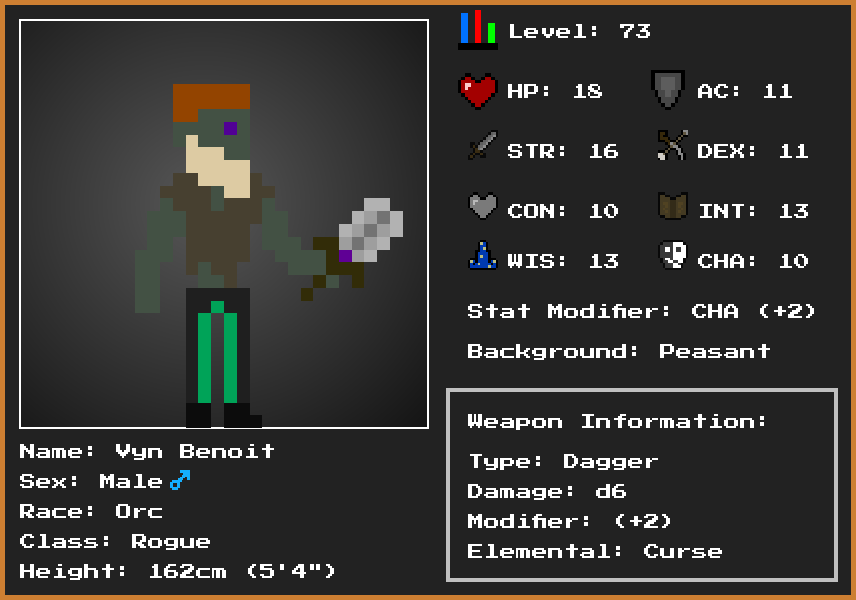 Level: 73
HP: 18
AC: 11
STR: 16
DEX: 11
CON: 10
INT: 13
WIS: 13
CHA: 10
Stat Modifier: CHA (+2)
Background: Peasant
Weapon Information:
Type: Dagger
Damage: d6
Modifier: (+2)
Elemental: Curse
Name: Vyn Benoit
Sex: Male♂
Race: Orc
Class: Rogue
Height: 162cm (5'4")